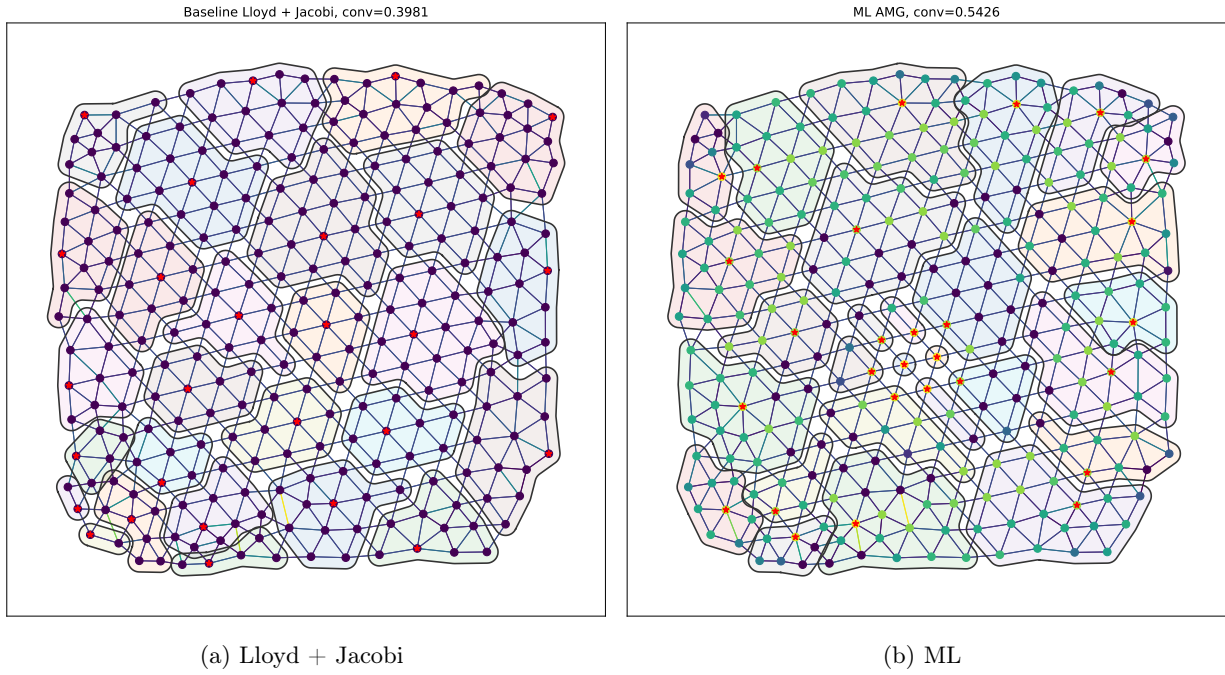 Baseline Lloyd + Jacobi, conv=0.3981
ML AMG, conv=0.5426
(a) Lloyd + Jacobi
(b) ML